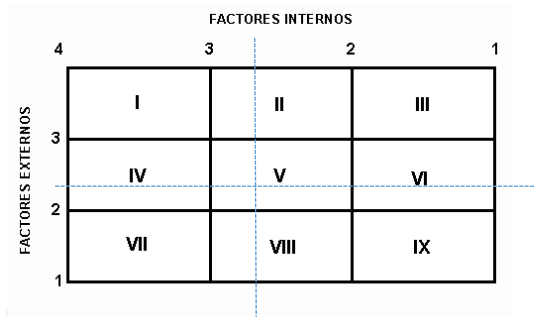 FACTORES INTERNOS
4 3 2 1
FACTORES EXTERNOS
I II III
3
IV V VI
2
VII VIII IX
1